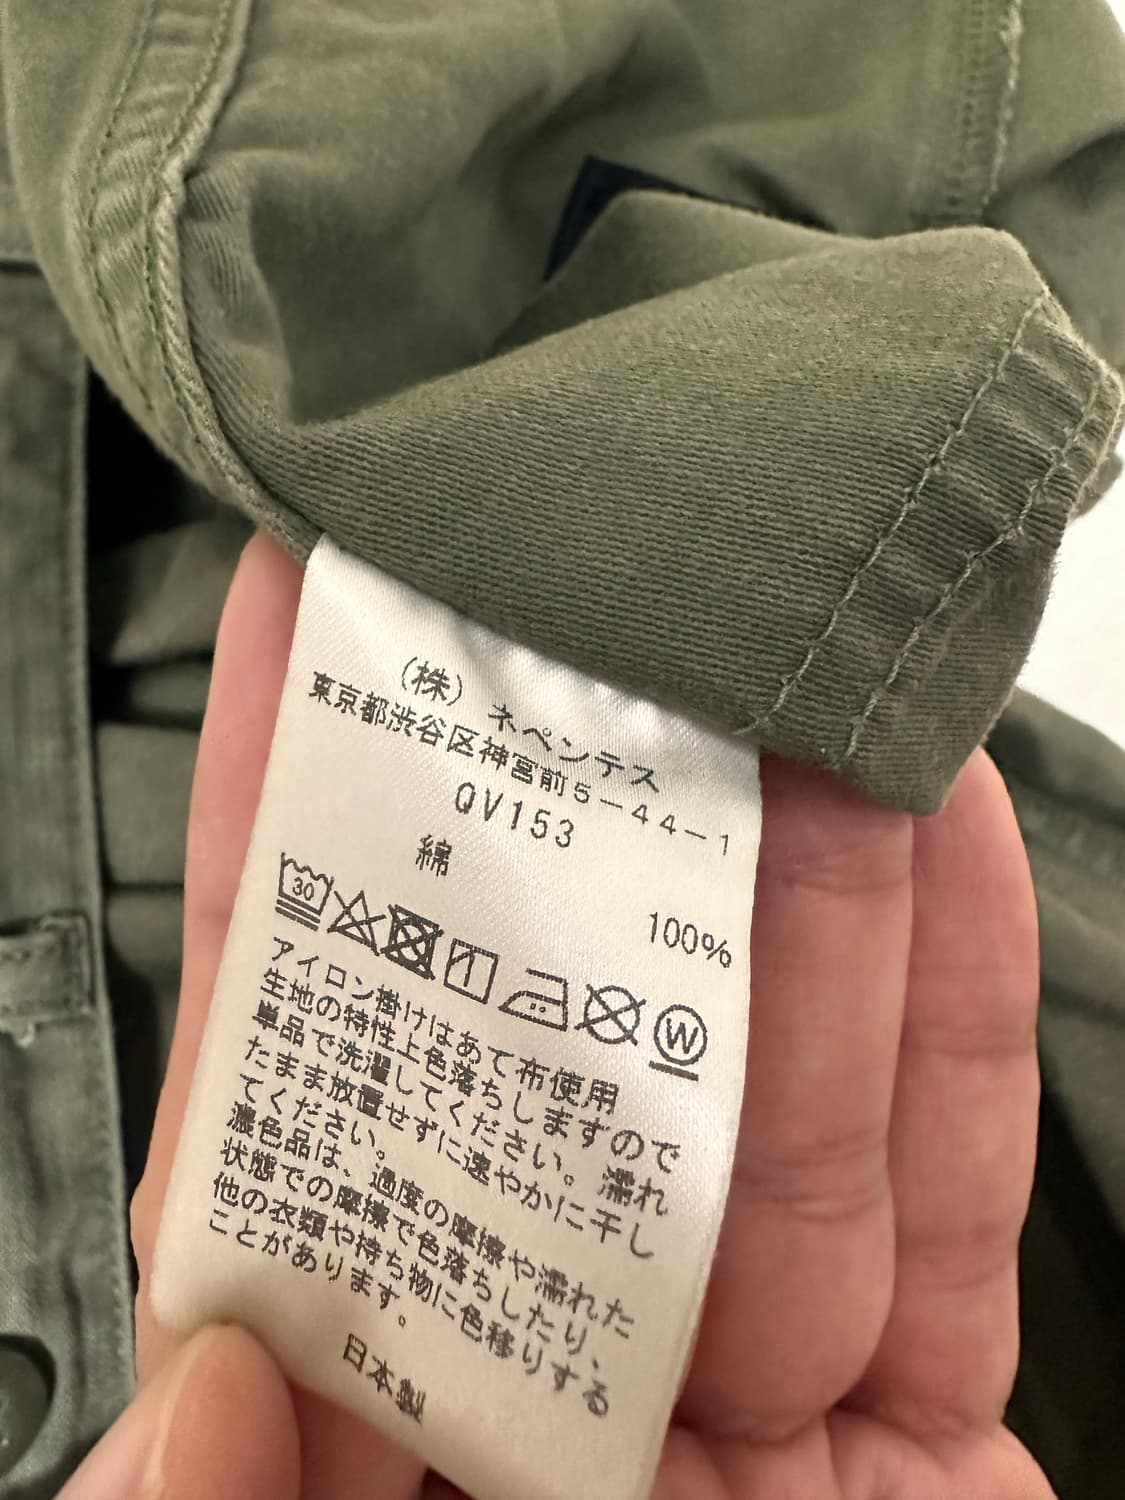 (株) ネペンテス
東京都渋谷区神宮前5-44-1
QV153
綿 100%
30 W
アイロン掛けはあて布使用
生地の特性上色落ちしますので
単品で洗濯してください。濡れ
たまま放置せずに速やかに干し
てください。
濃色品は、過度の摩擦や濡れた
状態での摩擦で色落ちしたり、
他の衣類や持ち物に色移りする
ことがあります。
日本製